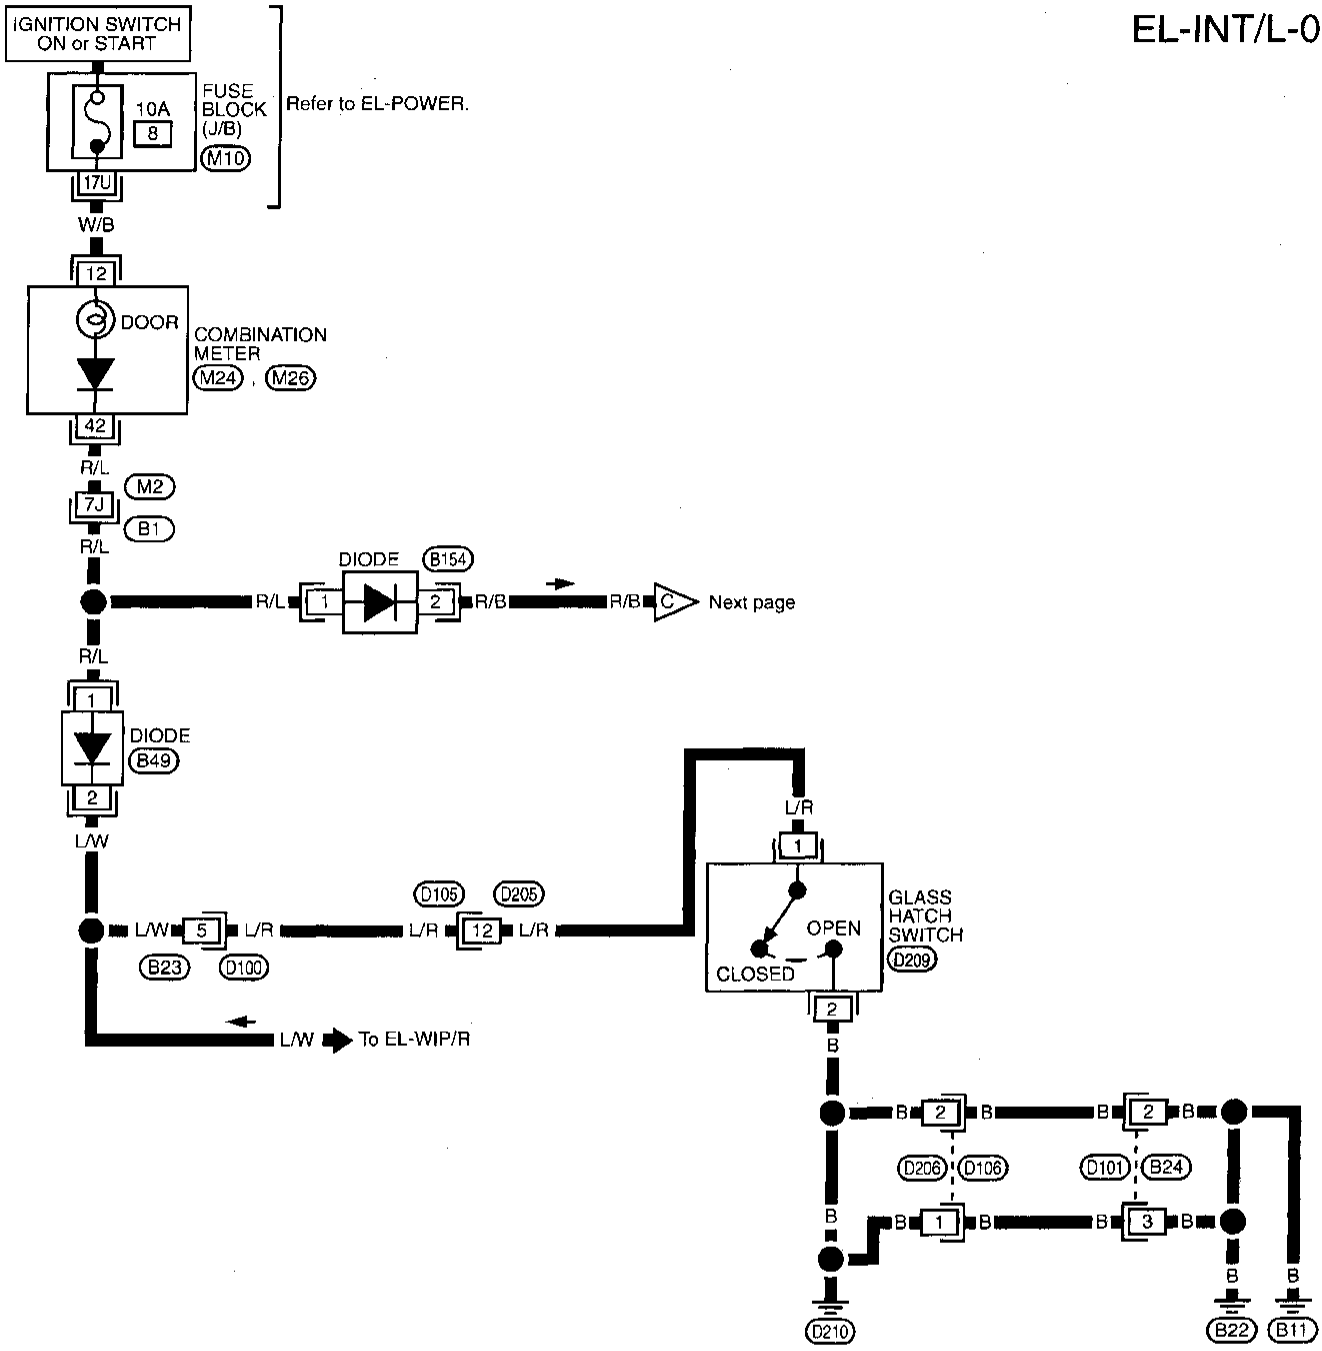 EL-INT/L-0
IGNITION SWITCH
ON or START
10A
8
FUSE
BLOCK
(J/B)
M10
Refer to EL-POWER.
17U
W/B
12
DOOR
COMBINATION
METER
M24 , M26
42
R/L
M2
7J
B1
R/L
DIODE B154
R/L 1 2 R/B R/B C Next page
R/L
1
DIODE
B49
2
L/W
L/R
1
D105 D205
L/W 5 L/R L/R 12 L/R
B23 D100
GLASS
HATCH
SWITCH
D209
OPEN
CLOSED
2
L/W To EL-WIP/R
B
B 2 B B 2 B
D206 D106 D101 B24
B
B 1 B B 3 B
B B
D210 B22 B11